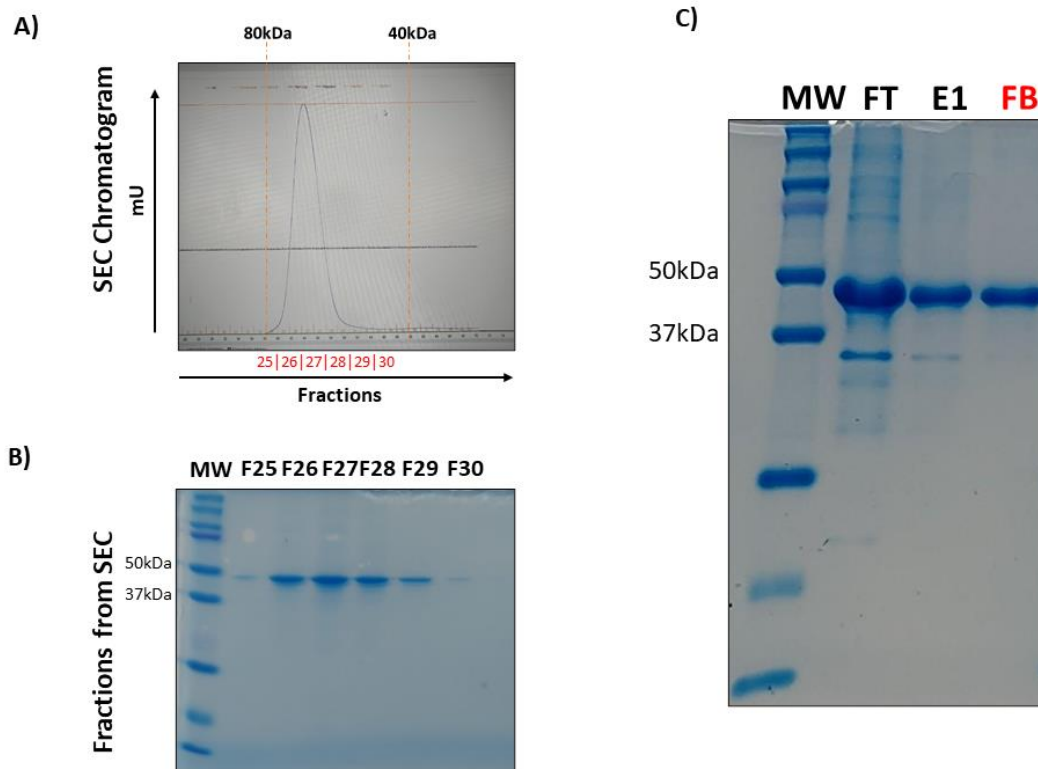 A)
80kDa 40kDa
SEC Chromatogram
mU
25|26|27|28|29|30
Fractions
B)
MW F25 F26 F27 F28 F29 F30
50kDa
37kDa
Fractions from SEC
C)
MW FT E1 FB
50kDa
37kDa